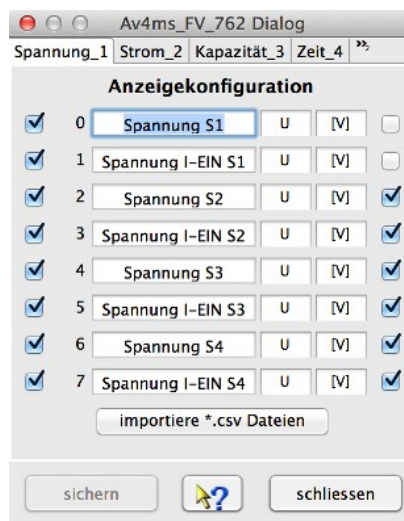 Av4ms_FV_762 Dialog
Spannung_1 Strom_2 Kapazität_3 Zeit_4 »2
Anzeigekonfiguration
0 Spannung S1 U [V]
1 Spannung I-EIN S1 U [V]
2 Spannung S2 U [V]
3 Spannung I-EIN S2 U [V]
4 Spannung S3 U [V]
5 Spannung I-EIN S3 U [V]
6 Spannung S4 U [V]
7 Spannung I-EIN S4 U [V]
importiere *.csv Dateien
sichern ? schliessen